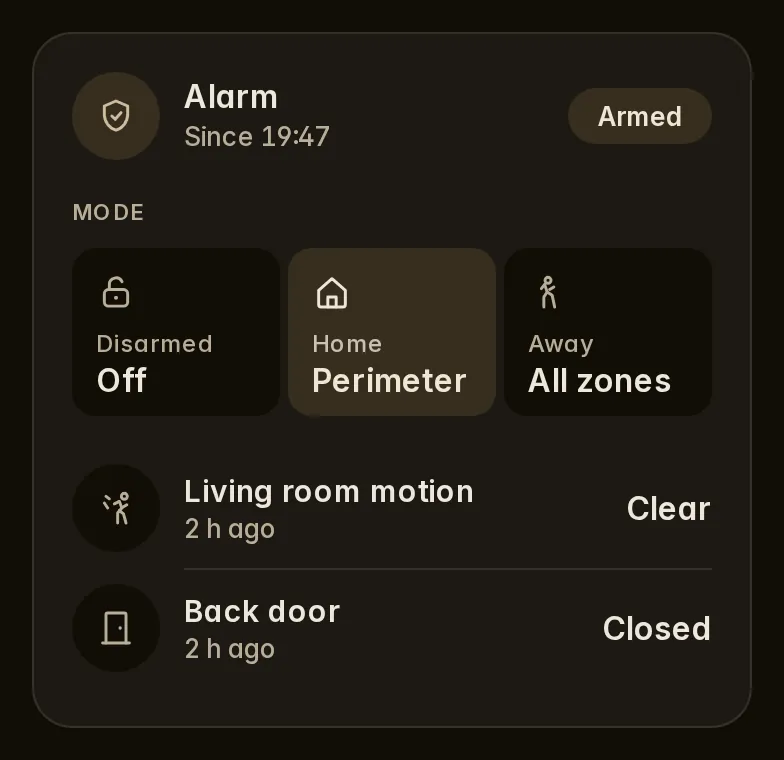 Alarm
Since 19:47
Armed
MODE
Disarmed
Off
Home
Perimeter
Away
All zones
Living room motion
2 h ago
Clear
Back door
2 h ago
Closed